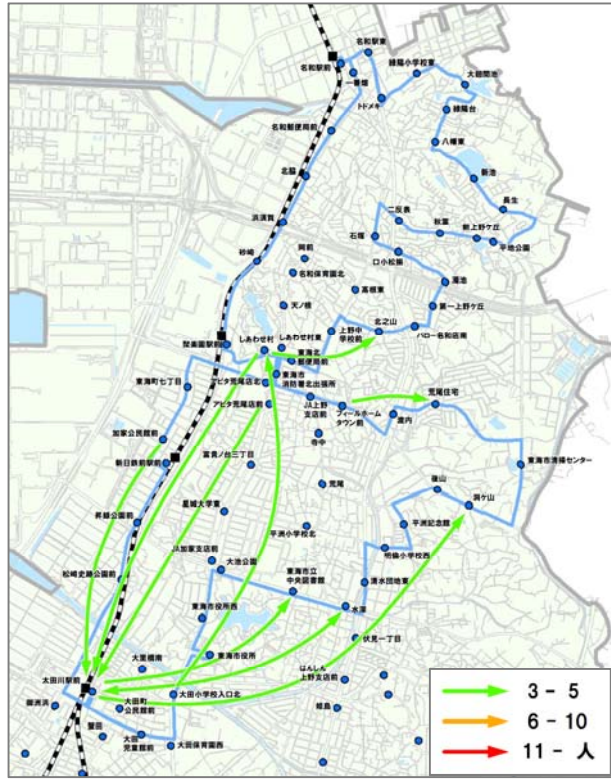 名和駅東
名和駅前
一番畑
緑陽小学校東
大廻間池
トドメキ
緑陽台
名和郵便局前
八幡東
北脇
新池
長生
二反表
浜須賀
石塚
秋葉
新上野ケ丘
平地公園
岡前
砂崎
名和保育園北
口小松揚
高根東
濁池
天ノ根
第一上野ケ丘
聚楽園駅前
しあわせ村
しあわせ村東
上野中
学校前
北之山
バロー名和店南
東海北
郵便局前
東海市
消防署北出張所
東海町七丁目
アピタ荒尾店北
アピタ荒尾店前
JA上野
支店前
フィールホーム
タウン前
渡内
荒尾住宅
加家公民館前
寺中
新日鉄前駅前
富貴ノ台三丁目
東海市清掃センター
荒尾
後山
洞ケ山
星城大学東
昇龍公園前
平洲記念館
平洲小学校北
明倫小学校西
JA加家支店前
大池公園
松崎史跡公園前
東海市立
中央図書館
清水団地東
水深
東海市役所西
伏見一丁目
大里橋南
東海市役所
太田川駅前
はんしん
上野支店前
御洲浜
大田町
公民館前
大田小学校入口北
姫島
蟹田
大田
児童館前
大田保育園西
3 - 5
6 - 10
11 - 人